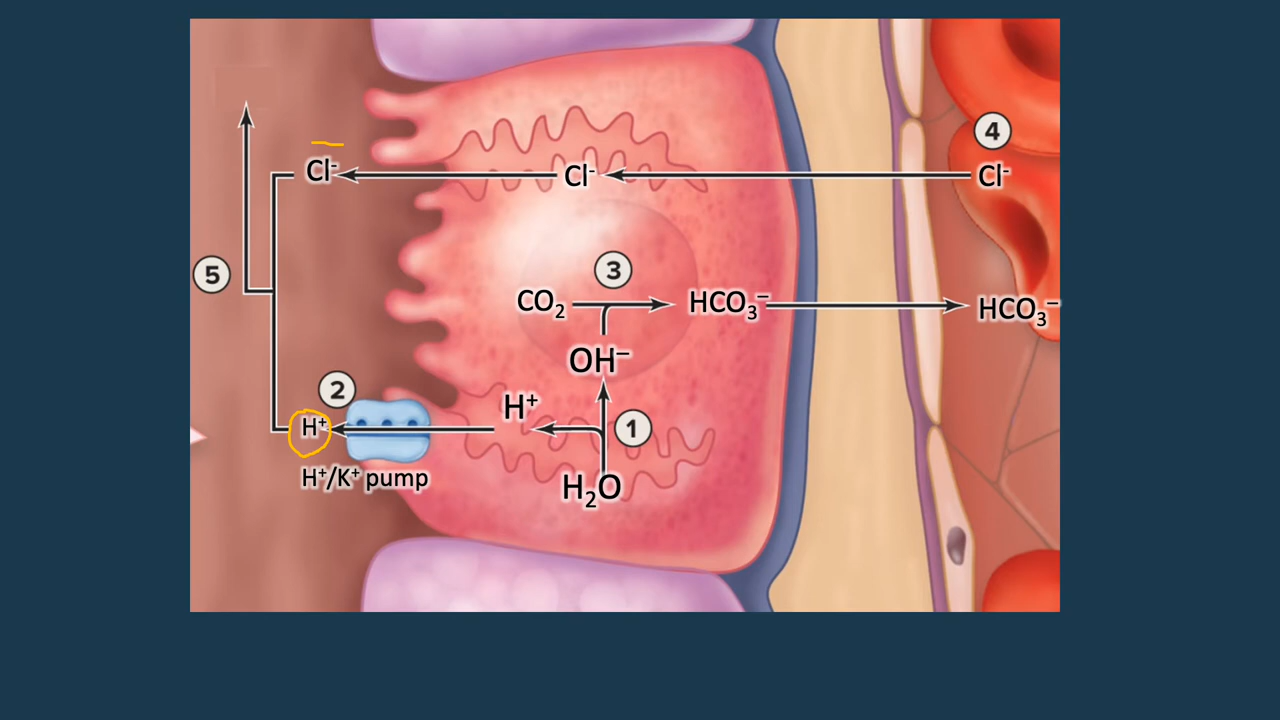 4
Cl⁻ Cl⁻ Cl⁻
5
3
CO₂ HCO₃⁻ HCO₃⁻
OH⁻
2
H⁺ H⁺ 1
H⁺/K⁺ pump
H₂O